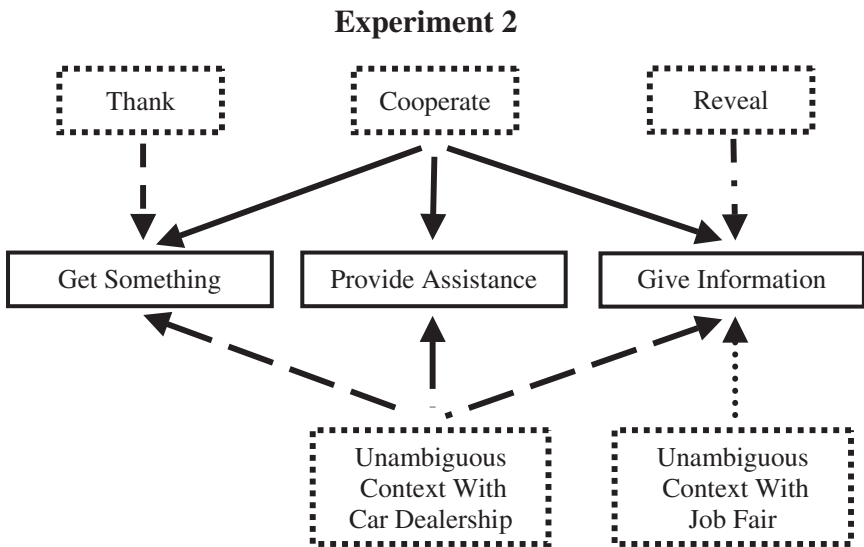 Experiment 2
Thank
Cooperate
Reveal
Get Something
Provide Assistance
Give Information
Unambiguous
Context With
Car Dealership
Unambiguous
Context With
Job Fair